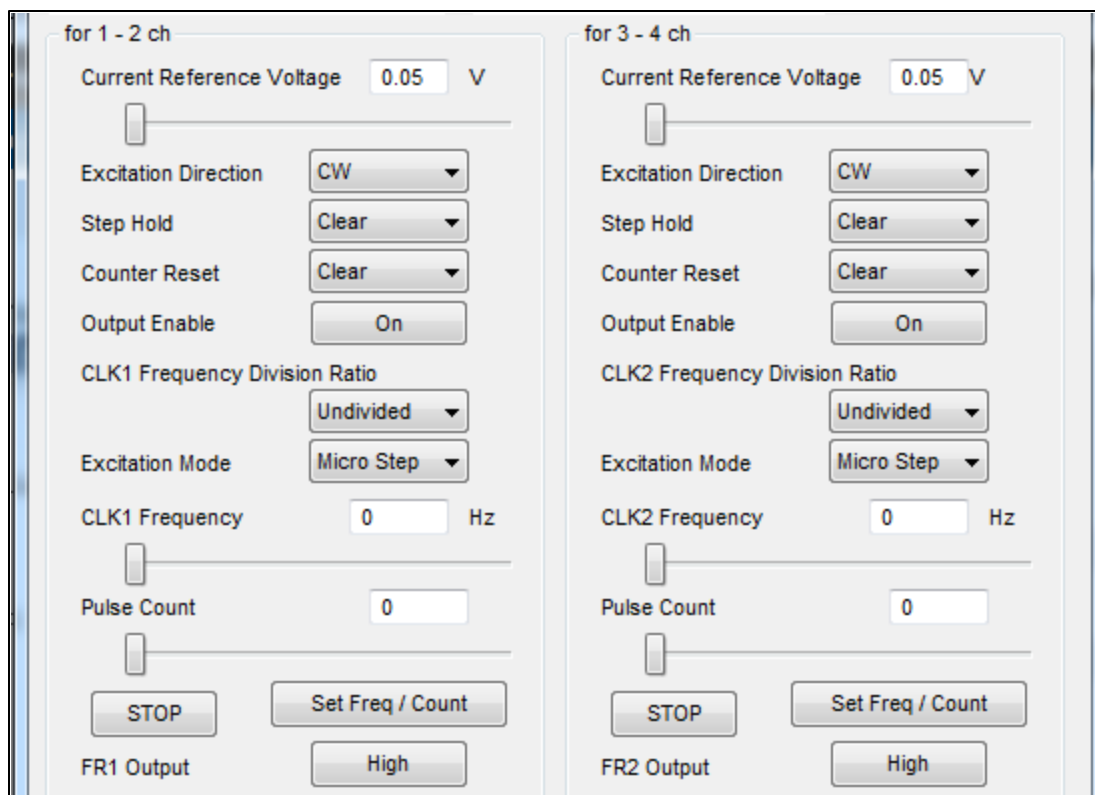 for 1 - 2 ch
Current Reference Voltage 0.05 V
Excitation Direction CW
Step Hold Clear
Counter Reset Clear
Output Enable On
CLK1 Frequency Division Ratio
Undivided
Excitation Mode Micro Step
CLK1 Frequency 0 Hz
Pulse Count 0
STOP Set Freq / Count
FR1 Output High
for 3 - 4 ch
Current Reference Voltage 0.05 V
Excitation Direction CW
Step Hold Clear
Counter Reset Clear
Output Enable On
CLK2 Frequency Division Ratio
Undivided
Excitation Mode Micro Step
CLK2 Frequency 0 Hz
Pulse Count 0
STOP Set Freq / Count
FR2 Output High